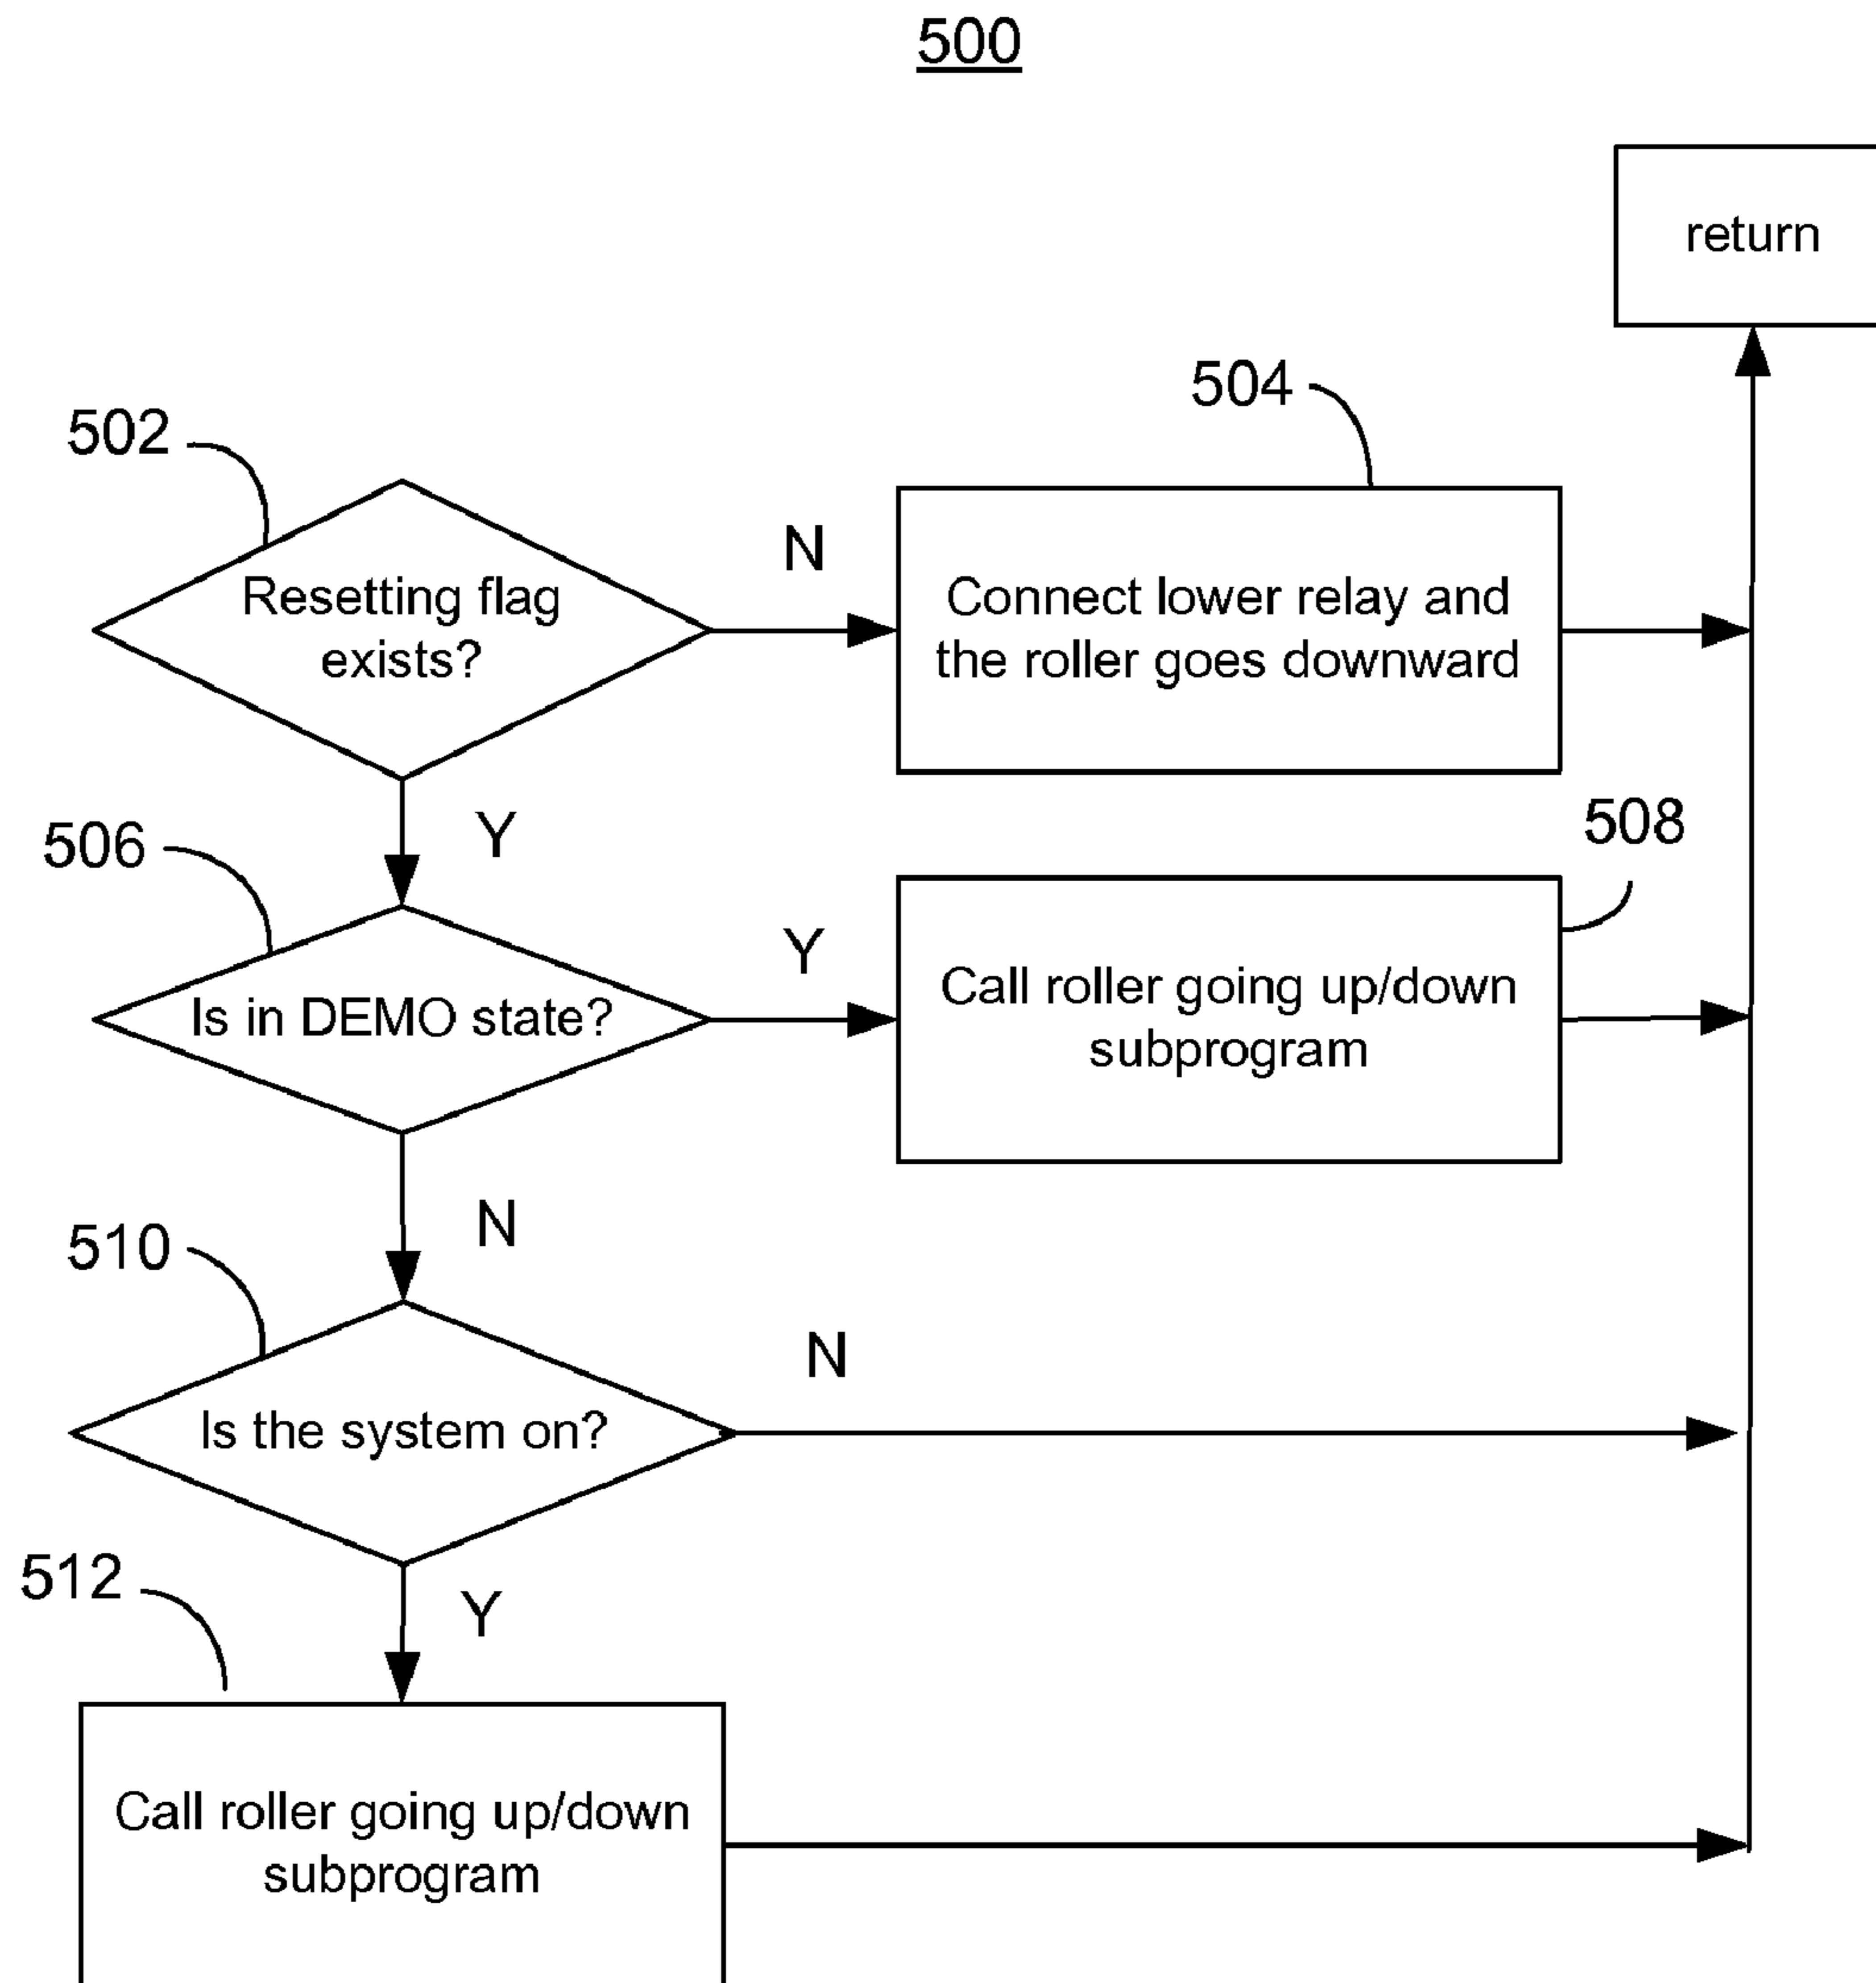 500
return
504
502
N
Resetting flag
exists?
Connect lower relay and
the roller goes downward
Y
506
508
Y
Is in DEMO state?
Call roller going up/down
subprogram
N
510
N
Is the system on?
512
Y
Call roller going up/down
subprogram